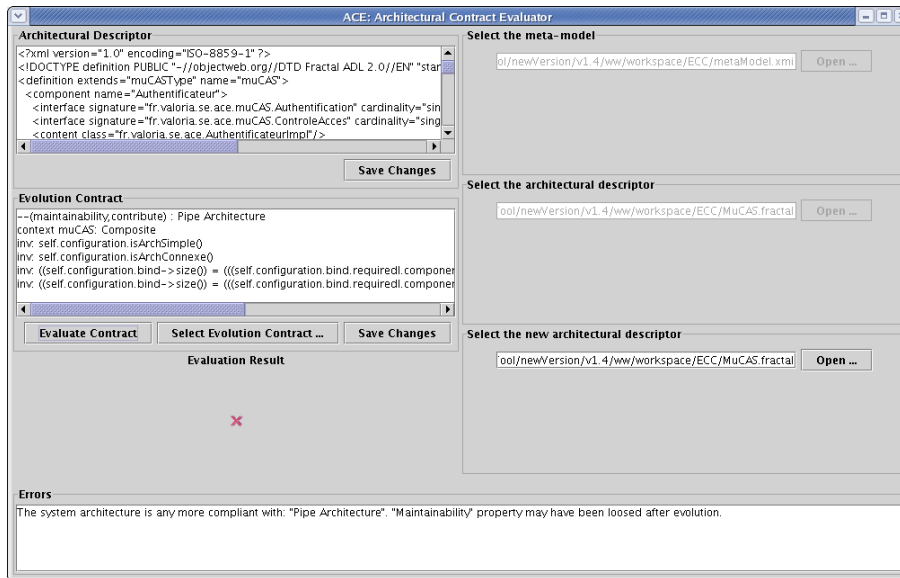 ACE: Architectural Contract Evaluator
Architectural Descriptor
<?xml version="1.0" encoding="ISO-8859-1" ?>
<!DOCTYPE definition PUBLIC "-//objectweb.org//DTD Fractal ADL 2.0//EN" "star
<definition extends="muCASType" name="muCAS">
<component name="Authentificateur">
<interface signature="fr.valoria.se.ace.muCAS.Authentification" cardinality="sin
<interface signature="fr.valoria.se.ace.muCAS.ControleAcces" cardinality="sing
<content class="fr.valoria.se.ace.AuthentificateurImpl"/>
Save Changes
Evolution Contract
--(maintainability,contribute) : Pipe Architecture
context muCAS: Composite
inv: self.configuration.isArchSimple()
inv: self.configuration.isArchConnexe()
inv: ((self.configuration.bind->size()) = (((self.configuration.bind.requiredI.componer
inv: ((self.configuration.bind->size()) = (((self.configuration.bind.requiredI.componer
Evaluate Contract
Select Evolution Contract ...
Save Changes
Evaluation Result
Select the meta-model
ol/newVersion/v1.4/ww/workspace/ECC/metaModel.xmi
Open ...
Select the architectural descriptor
ool/newVersion/v1.4/ww/workspace/ECC/MuCAS.fractal
Open ...
Select the new architectural descriptor
ool/newVersion/v1.4/ww/workspace/ECC/MuCAS.fractal
Open ...
Errors
The system architecture is any more compliant with: "Pipe Architecture". "Maintainability" property may have been loosed after evolution.